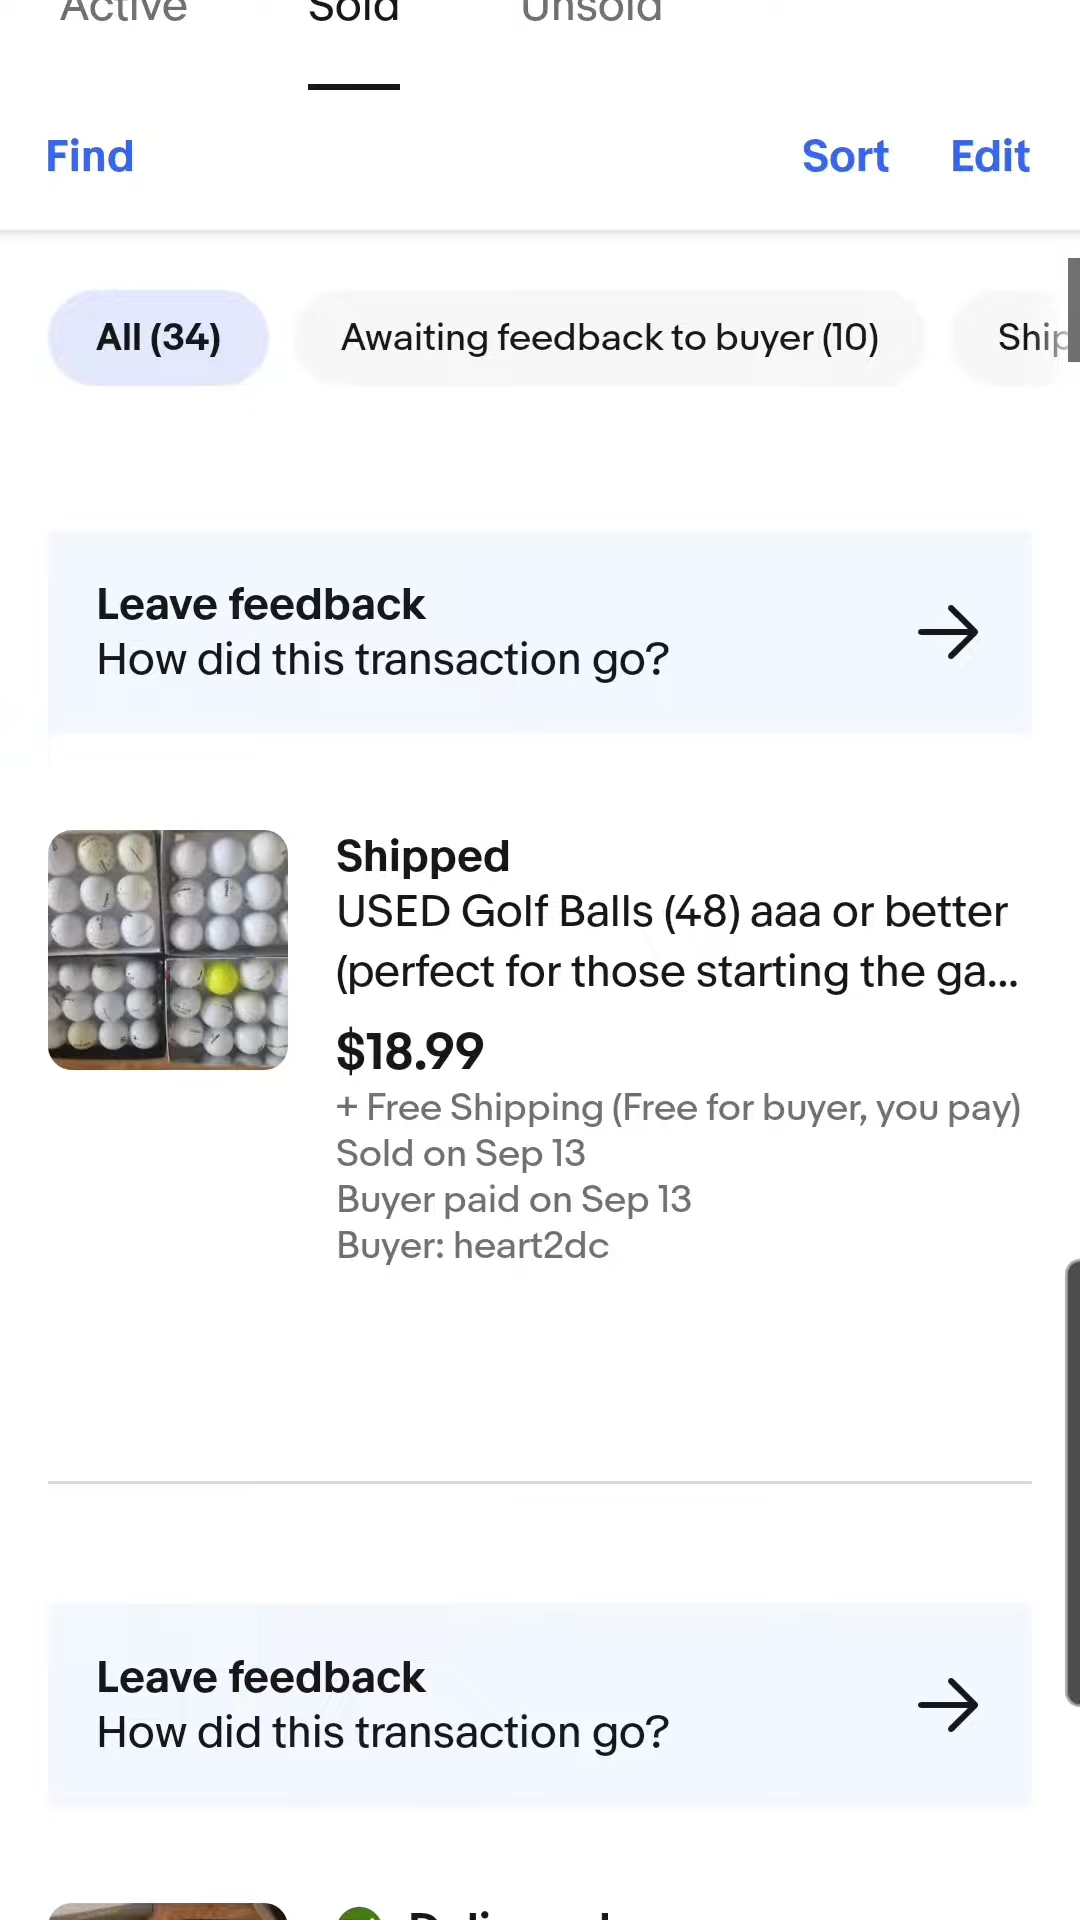 Active Sold Unsold
Find Sort Edit
All (34) Awaiting feedback to buyer (10) Ship
Leave feedback
How did this transaction go?
Shipped
USED Golf Balls (48) aaa or better
(perfect for those starting the ga...
$18.99
+ Free Shipping (Free for buyer, you pay)
Sold on Sep 13
Buyer paid on Sep 13
Buyer: heart2dc
Leave feedback
How did this transaction go?